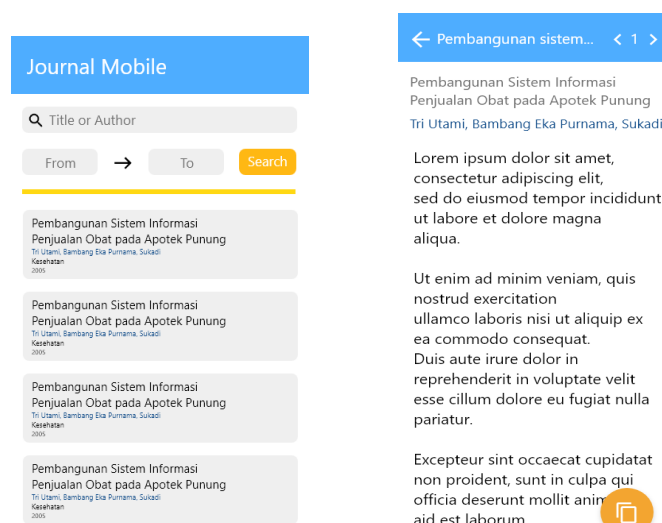 Journal Mobile
Title or Author
From → To Search
Pembangunan Sistem Informasi
Penjualan Obat pada Apotek Punung
Tri Utami, Bambang Eka Purnama, Sukadi
Kesehatan
2005
Pembangunan Sistem Informasi
Penjualan Obat pada Apotek Punung
Tri Utami, Bambang Eka Purnama, Sukadi
Kesehatan
2005
Pembangunan Sistem Informasi
Penjualan Obat pada Apotek Punung
Tri Utami, Bambang Eka Purnama, Sukadi
Kesehatan
2005
Pembangunan Sistem Informasi
Penjualan Obat pada Apotek Punung
Tri Utami, Bambang Eka Purnama, Sukadi
Kesehatan
2005
← Pembangunan sistem... < 1 >
Pembangunan Sistem Informasi
Penjualan Obat pada Apotek Punung
Tri Utami, Bambang Eka Purnama, Sukadi
Lorem ipsum dolor sit amet,
consectetur adipiscing elit,
sed do eiusmod tempor incididunt
ut labore et dolore magna
aliqua.
Ut enim ad minim veniam, quis
nostrud exercitation
ullamco laboris nisi ut aliquip ex
ea commodo consequat.
Duis aute irure dolor in
reprehenderit in voluptate velit
esse cillum dolore eu fugiat nulla
pariatur.
Excepteur sint occaecat cupidatat
non proident, sunt in culpa qui
officia deserunt mollit anim
aid est laborum.